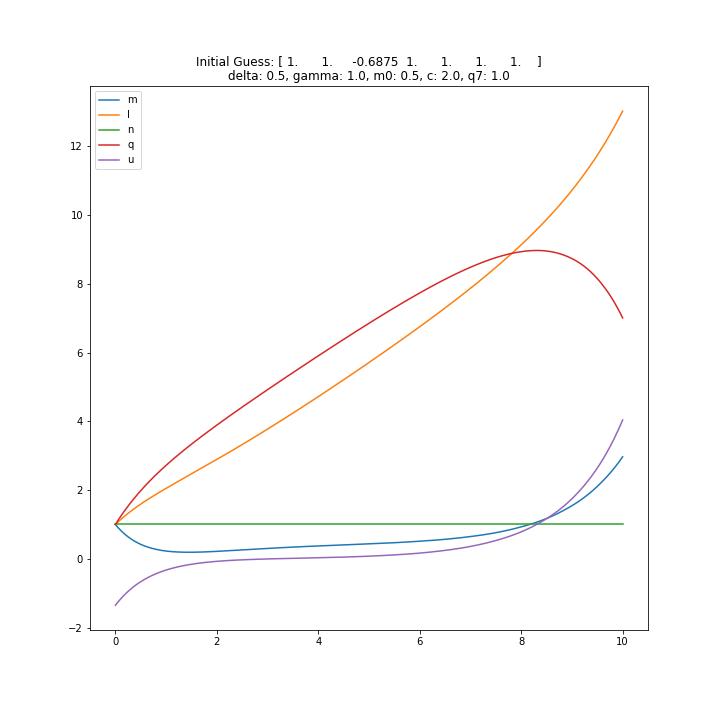 Initial Guess: [ 1. 1. -0.6875 1. 1. 1. 1. ]
delta: 0.5, gamma: 1.0, m0: 0.5, c: 2.0, q7: 1.0
m
l
n
q
u
12
10
8
6
4
2
0
−2
0 2 4 6 8 10